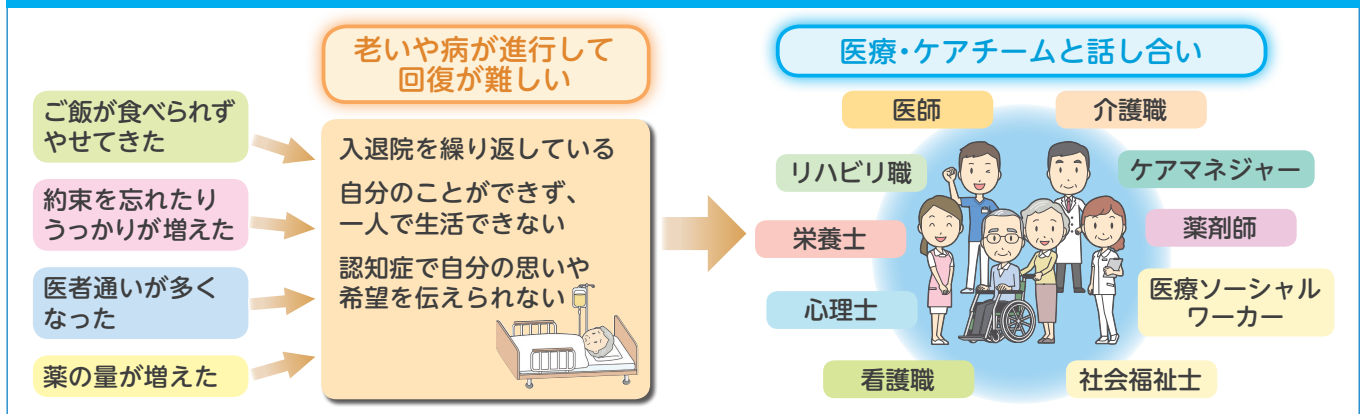 老いや病が進行して
回復が難しい
医療・ケアチームと話し合い
ご飯が食べられず
やせてきた
約束を忘れたり
うっかりが増えた
医者通いが多く
なった
薬の量が増えた
入退院を繰り返している
自分のことができず、
一人で生活できない
認知症で自分の思いや
希望を伝えられない
医師
介護職
リハビリ職
ケアマネジャー
栄養士
薬剤師
心理士
医療ソーシャル
ワーカー
看護職
社会福祉士